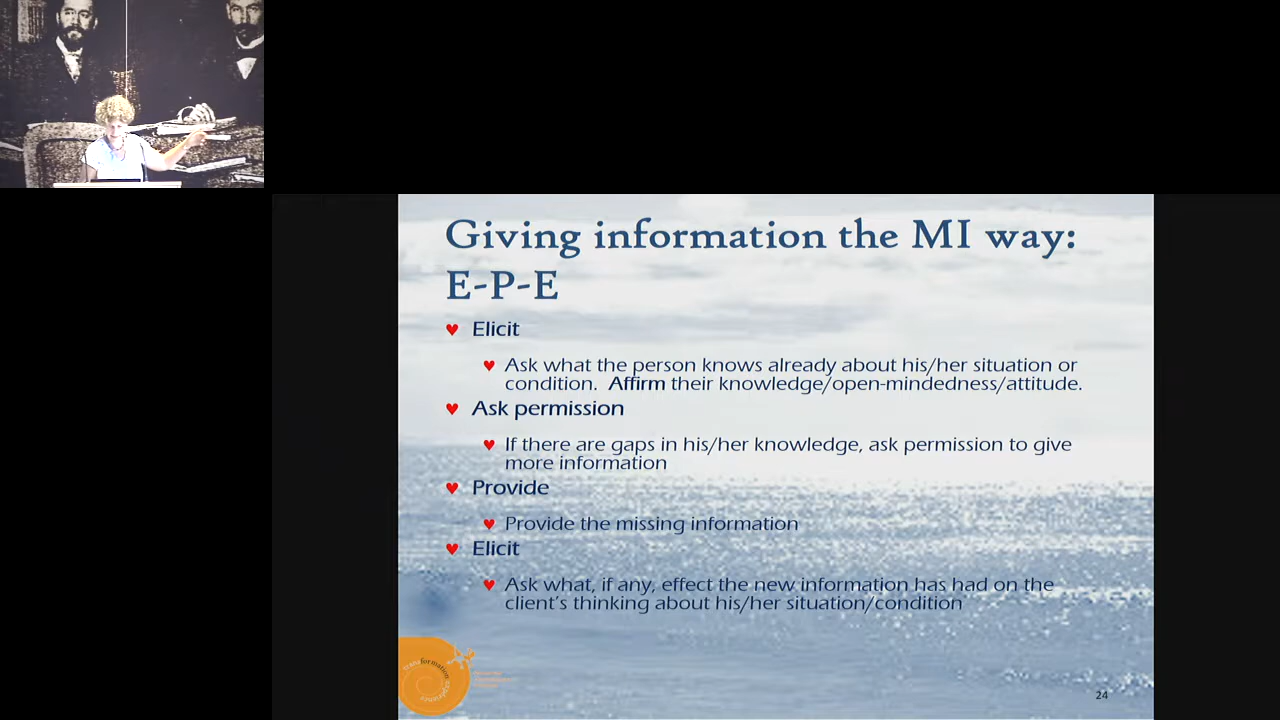 Giving information the MI way:
E-P-E
Elicit
Ask what the person knows already about his/her situation or
condition. Affirm their knowledge/open-mindedness/attitude.
Ask permission
If there are gaps in his/her knowledge, ask permission to give
more information
Provide
Provide the missing information
Elicit
Ask what, if any, effect the new information has had on the
client's thinking about his/her situation/condition
24